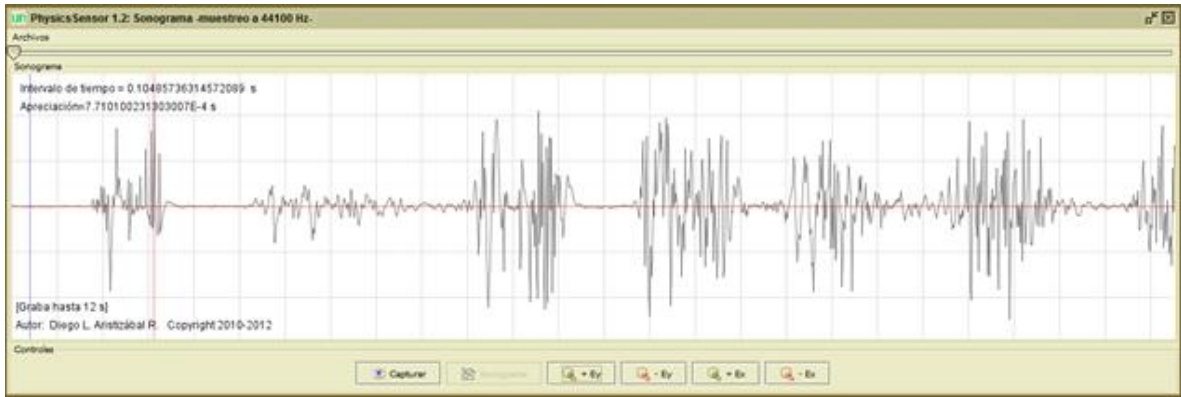 PhysicsSensor 1.2: Sonograma -muestreo a 44100 Hz-
Archivos
Sonograma
Intervalo de tiempo = 0.10485736314572089 s
Apreciación=7.710100231303007E-4 s
[Graba hasta 12 s]
Autor: Diego L. Aristizábal R. Copyright 2010-2012
Controles
Capturar
+ Ey
- Ey
+ Ex
- Ex